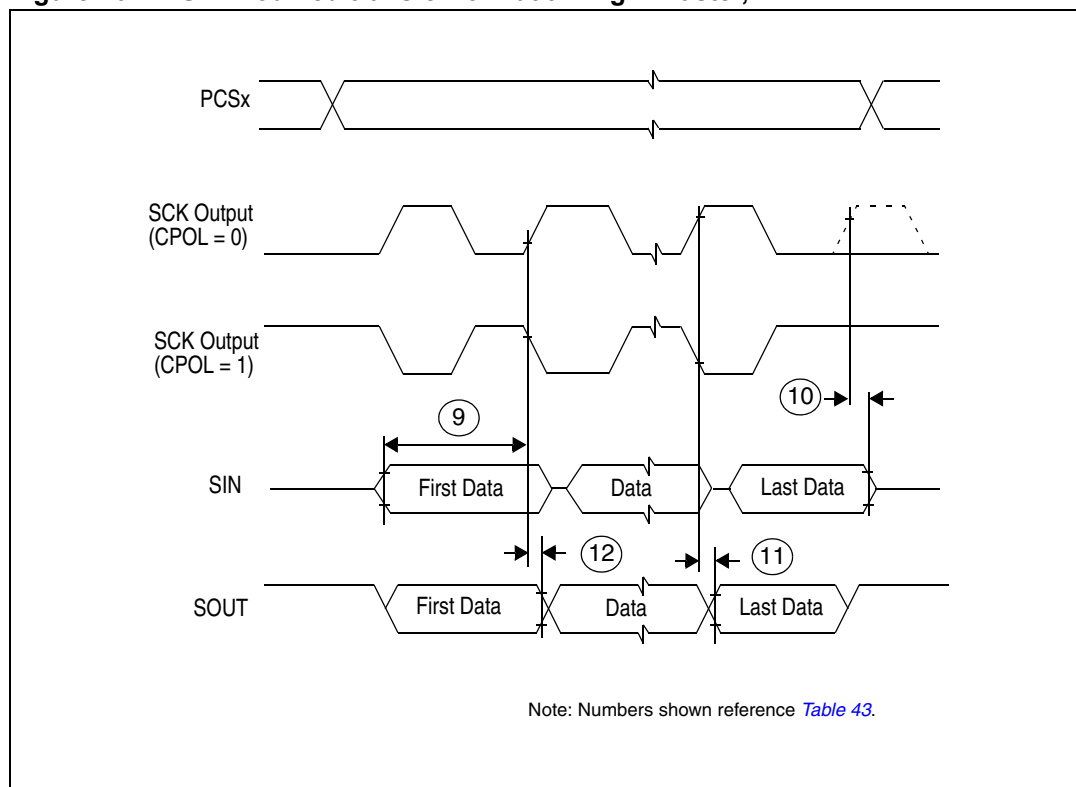 PCSx
SCK Output
(CPOL = 0)
SCK Output
(CPOL = 1)
10
9
SIN
First Data
Data
Last Data
12
11
SOUT
First Data
Data
Last Data
Note: Numbers shown reference Table 43.